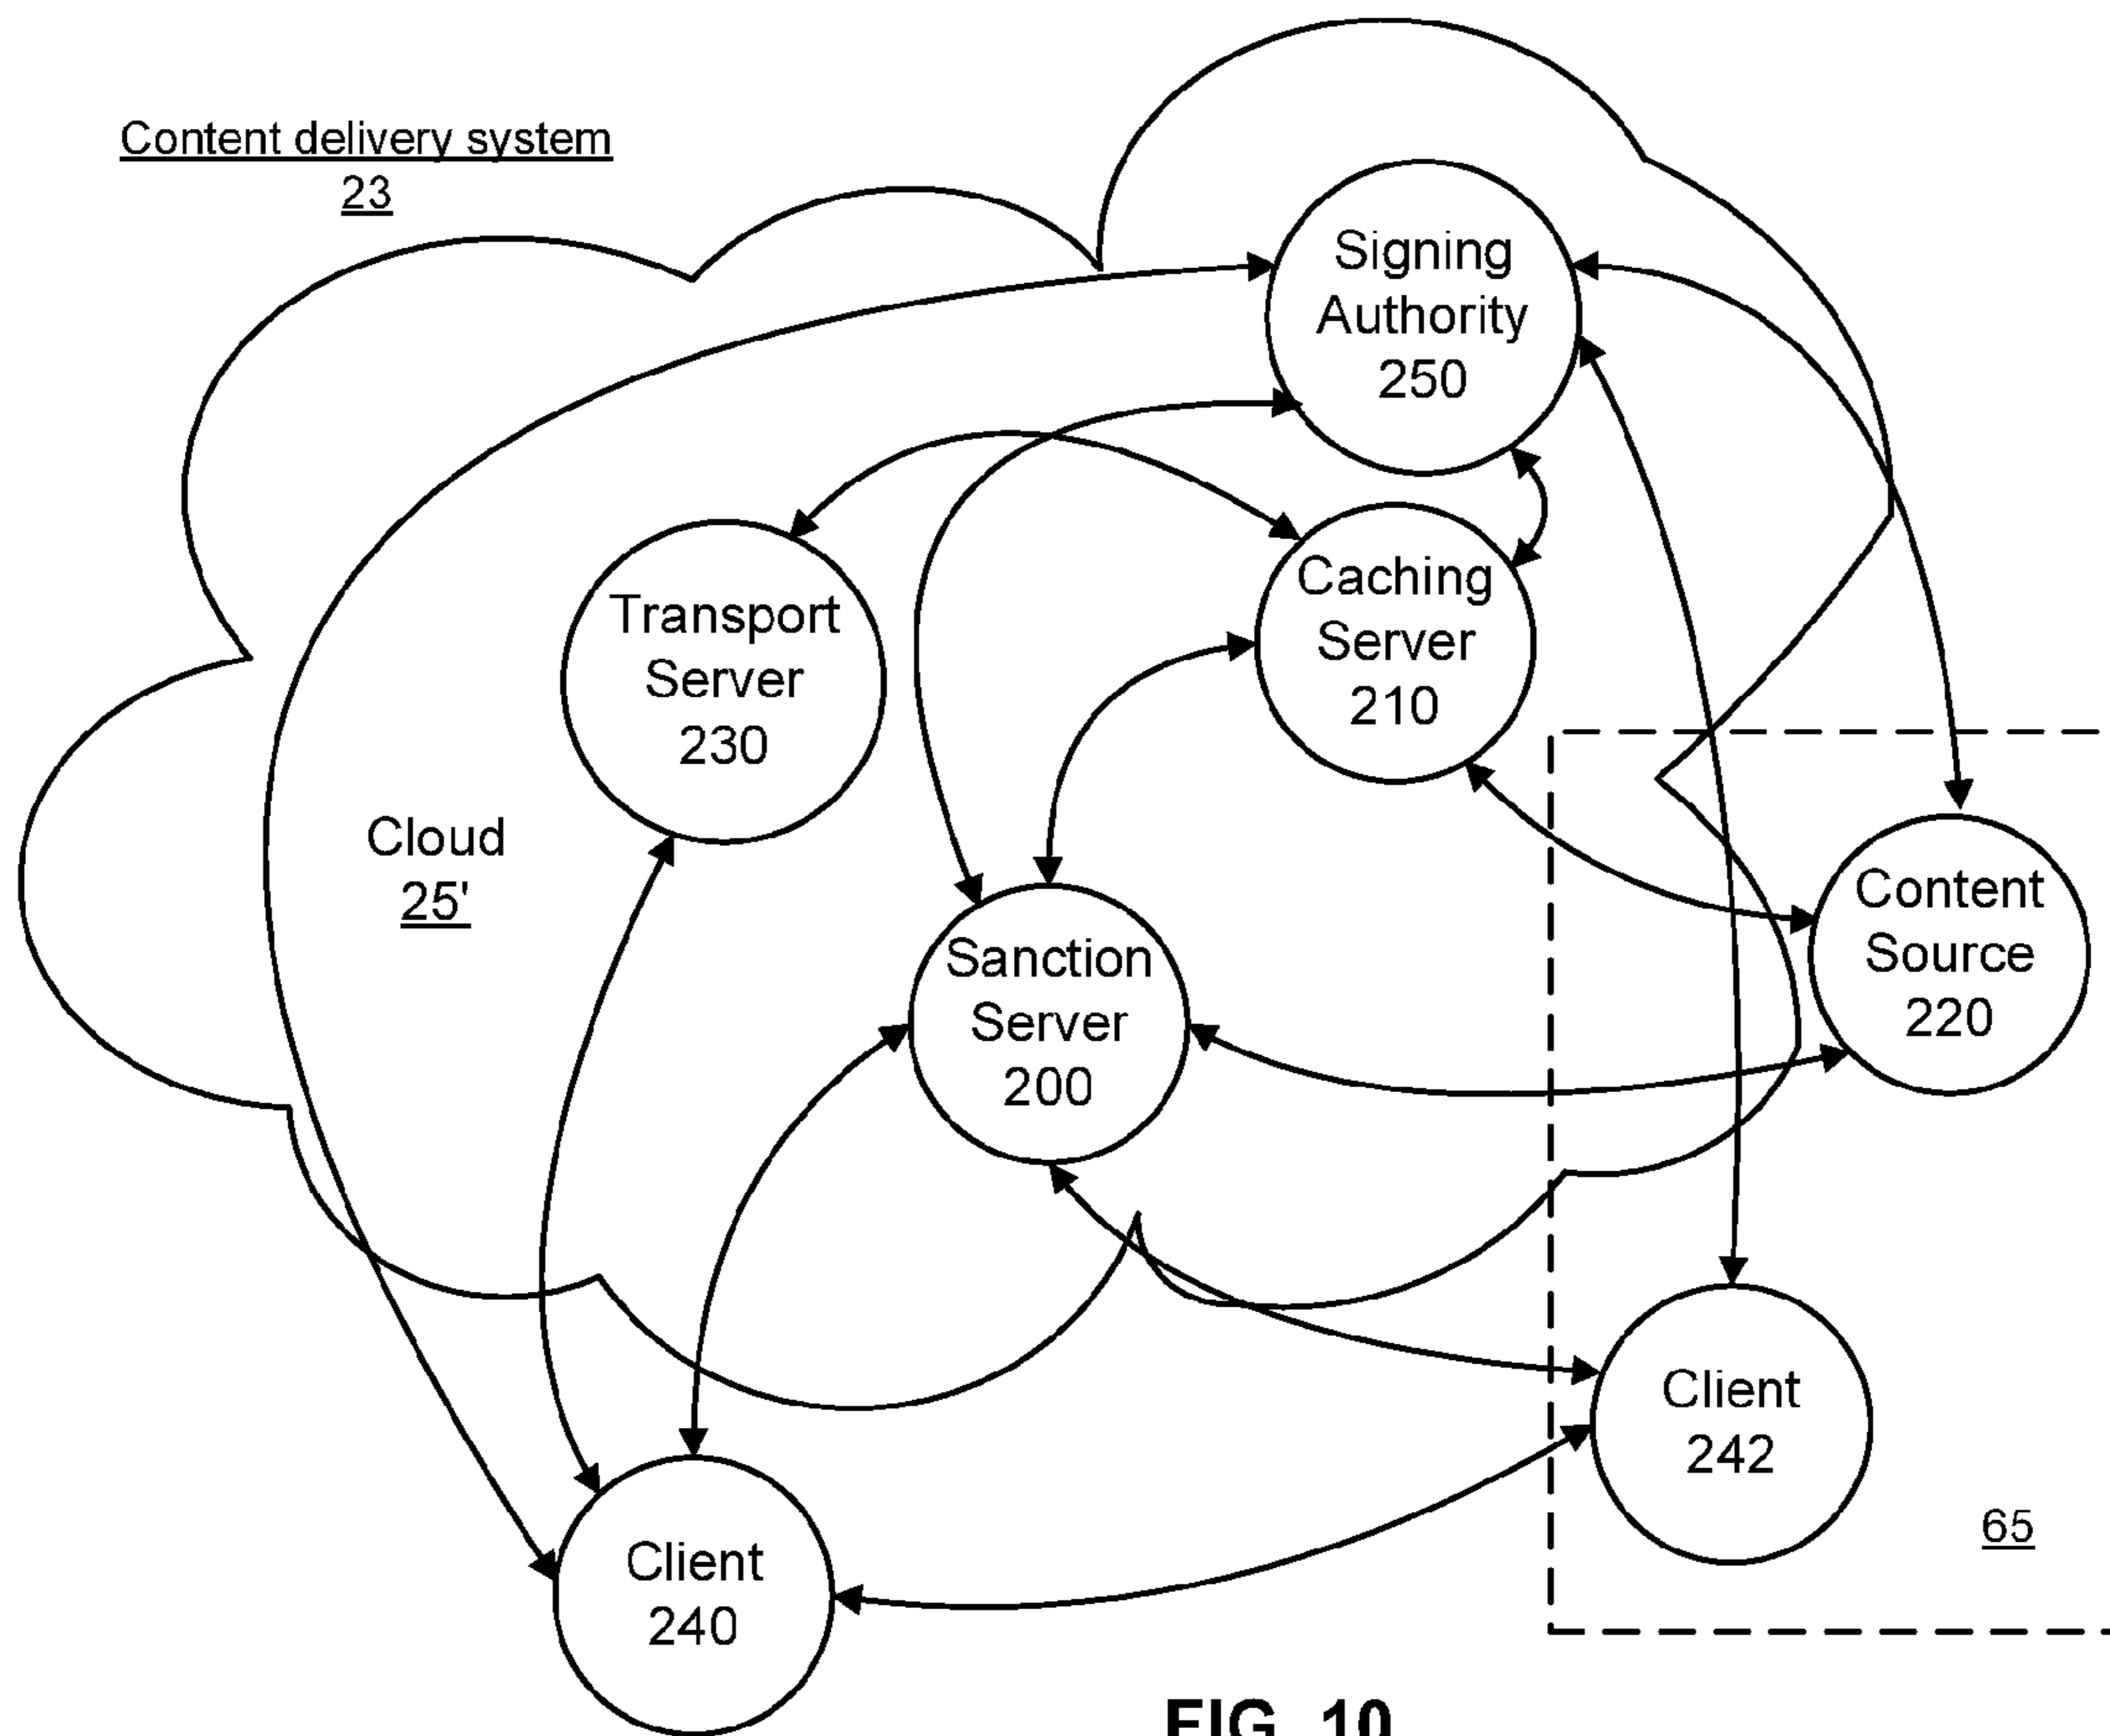 Content delivery system
23
Signing
Authority
250
Caching
Server
210
Transport
Server
230
Cloud
25'
Content
Source
220
Sanction
Server
200
Client
242
65
Client
240
FIG. 10